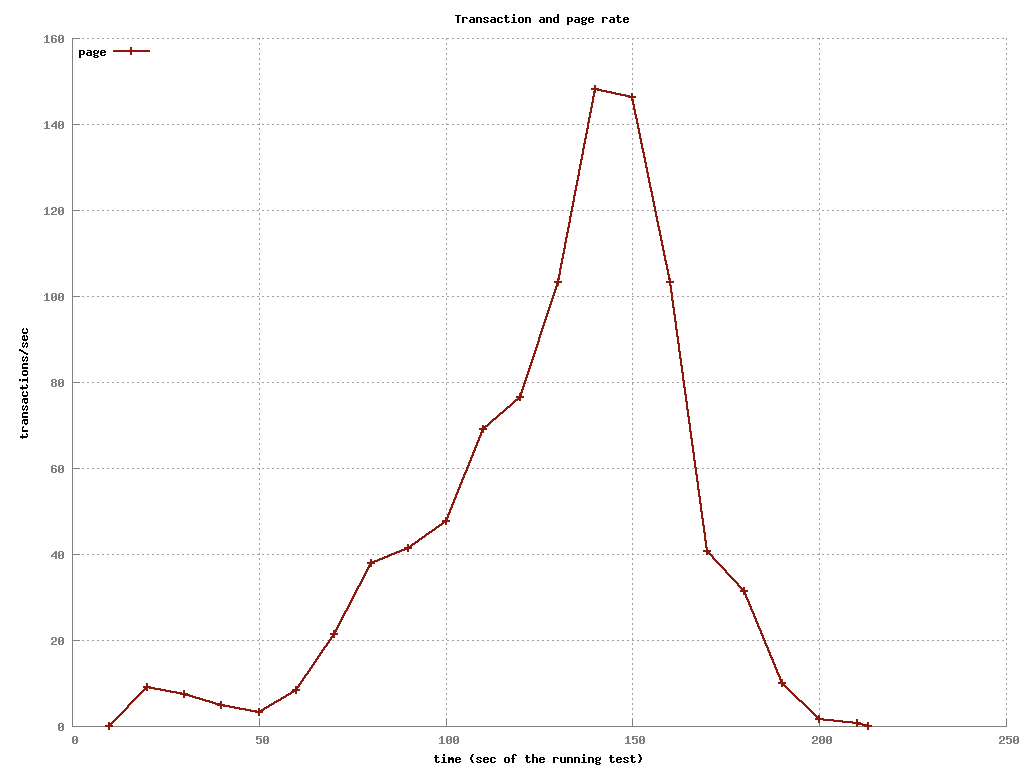 Transaction and page rate
160
page
140
120
100
80
60
40
20
0
transactions/sec
0 50 100 150 200 250
time (sec of the running test)